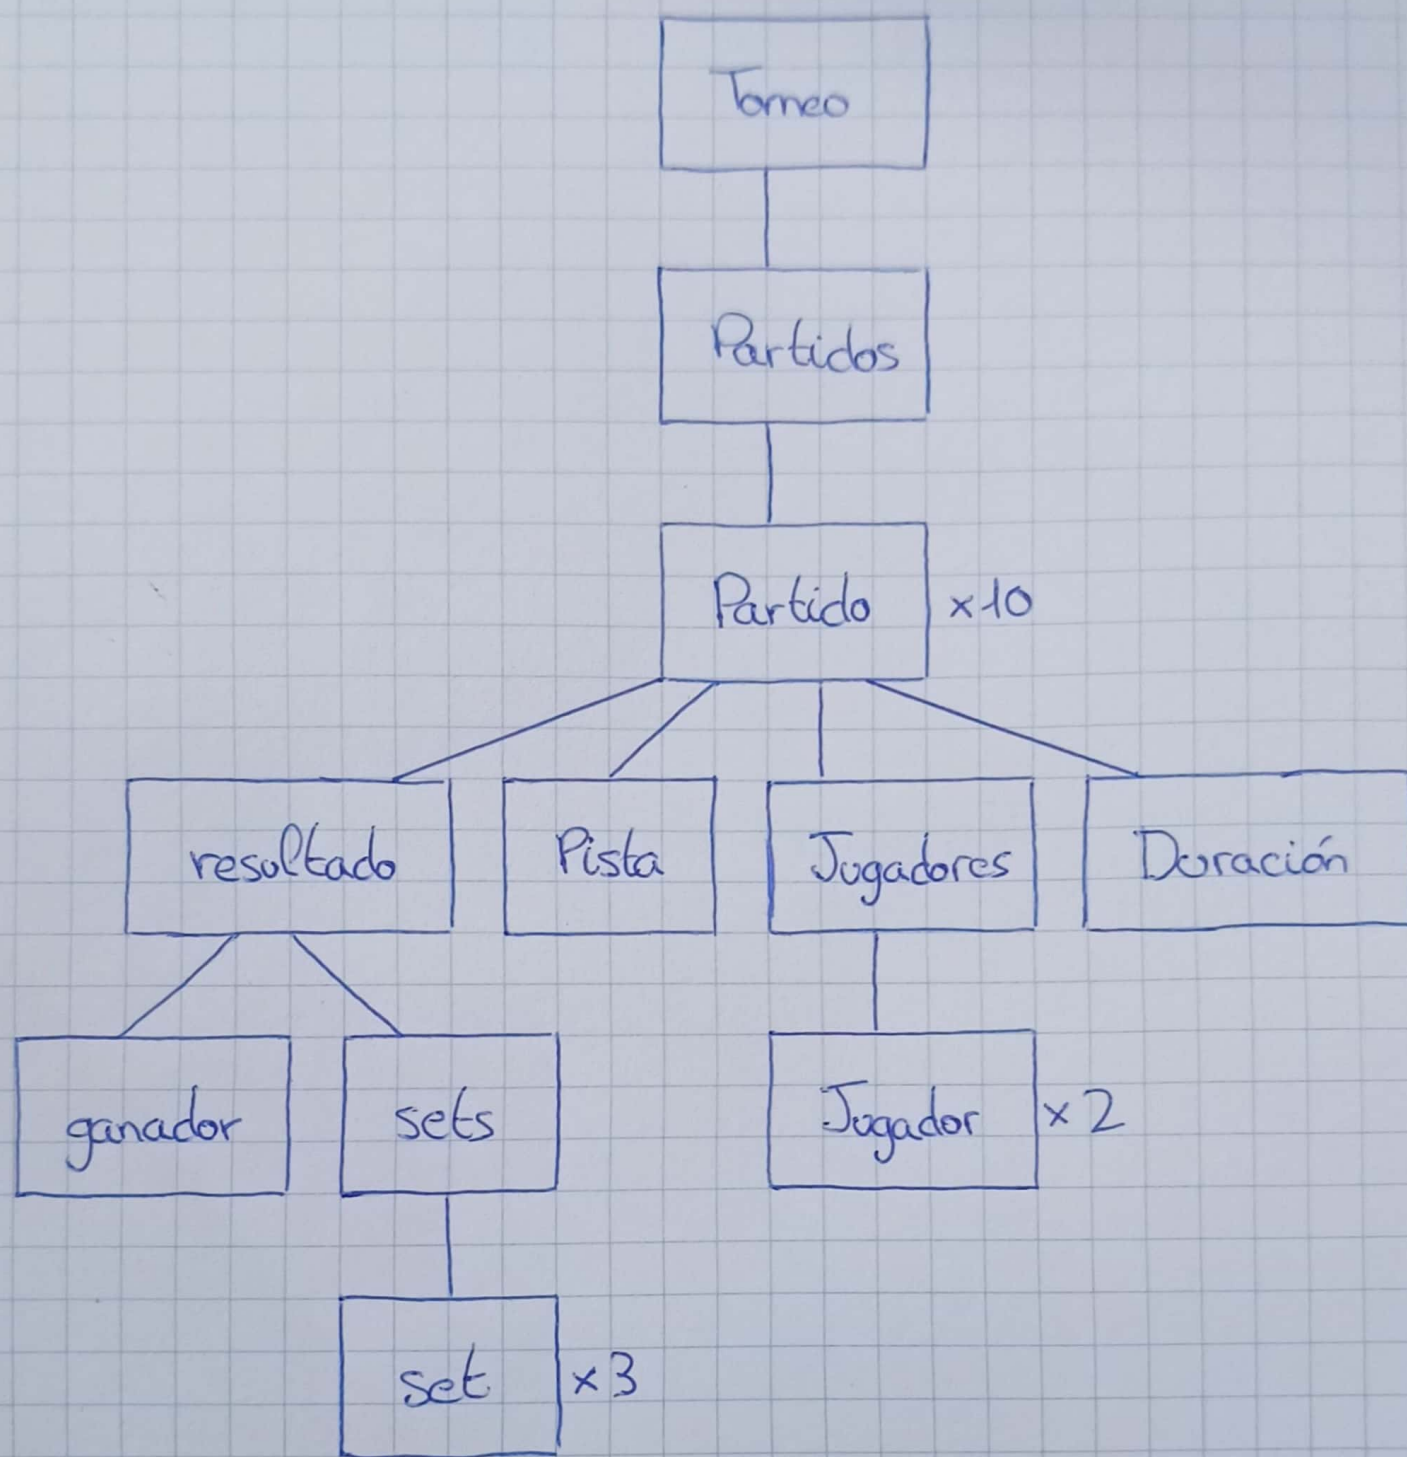 Torneo
Partidos
Partido x10
resultado Pista Jugadores Duración
ganador sets Jugador x2
set x3